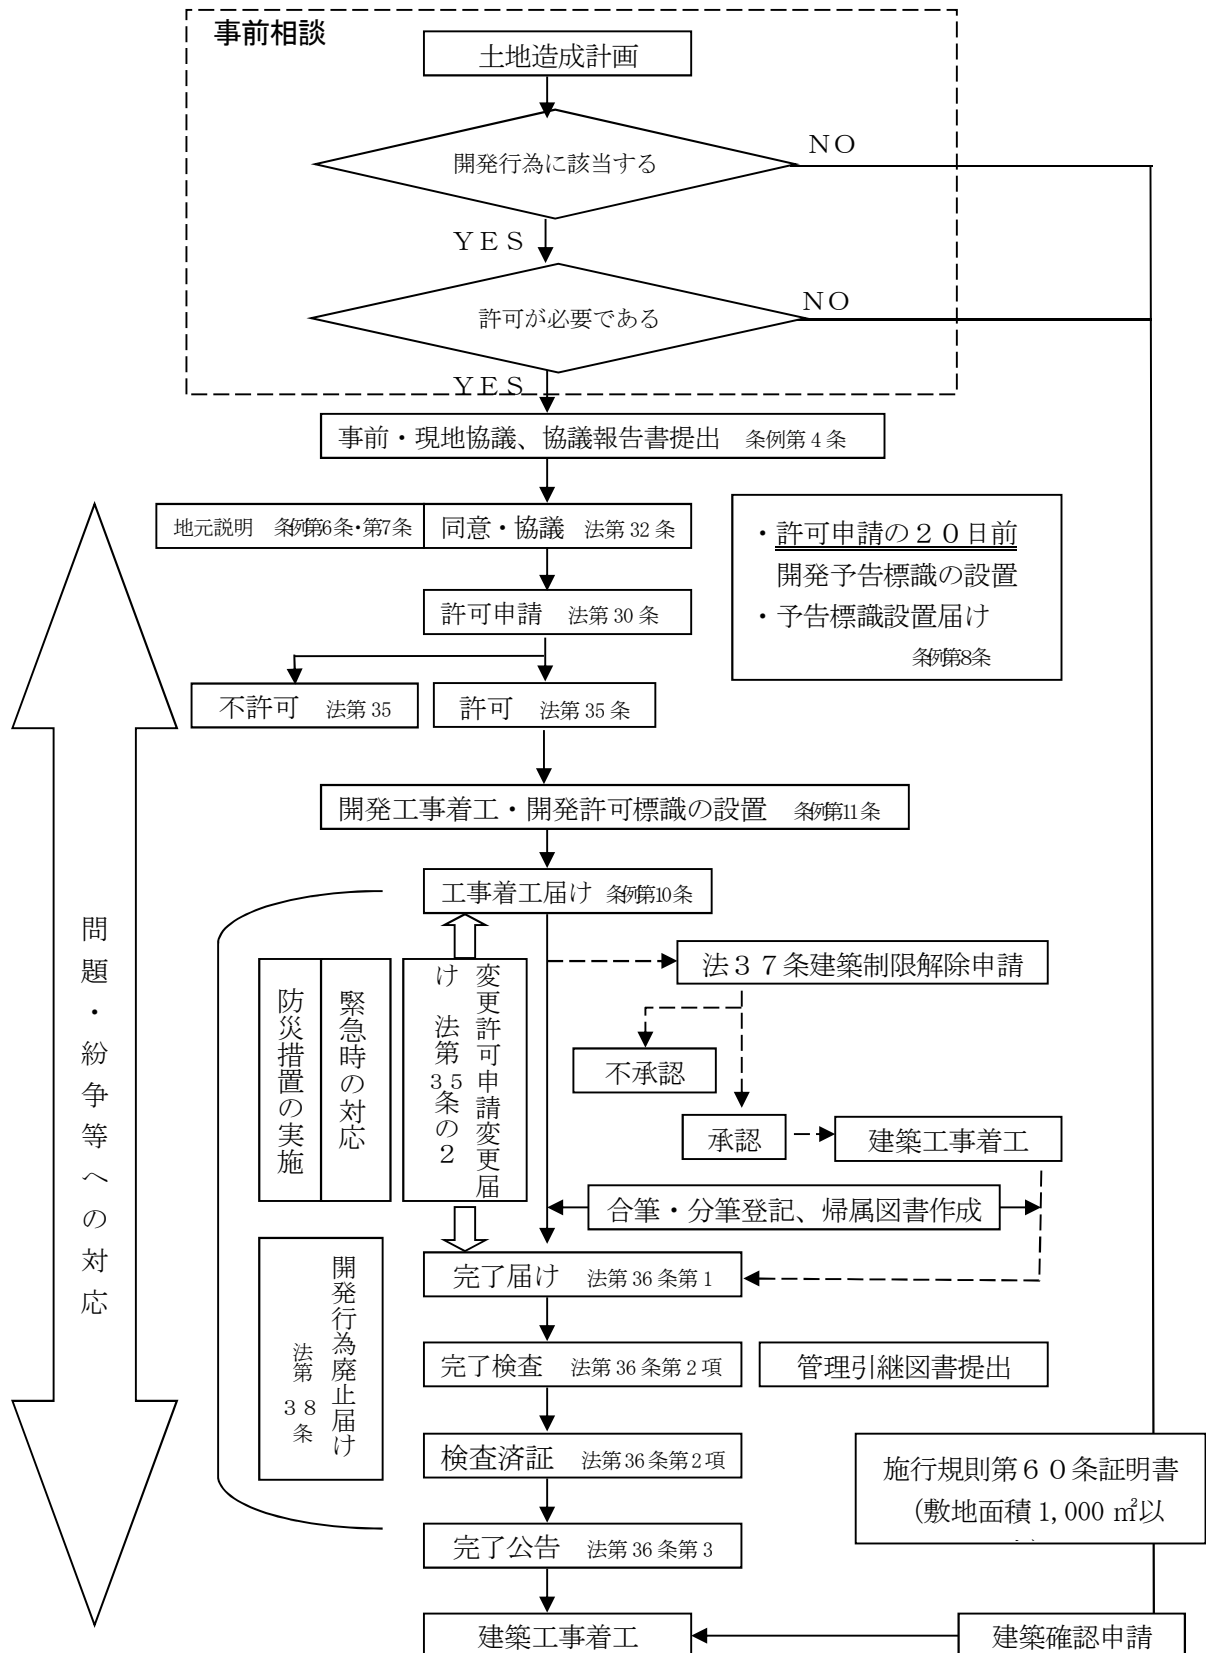 事前相談
土地造成計画
開発行為に該当する
NO
YES
許可が必要である
NO
YES
事前・現地協議、協議報告書提出 条例第4条
地元説明 条例第6条・第7条
同意・協議 法第32条
・許可申請の20日前
開発予告標識の設置
・予告標識設置届け
条例第8条
許可申請 法第30条
不許可 法第35
許可 法第35条
開発工事着工・開発許可標識の設置 条例第11条
工事着工届け 条例第10条
問題・紛争等への対応
防災措置の実施
緊急時の対応
変更許可申請変更届
け 法第35条の2
法37条建築制限解除申請
不承認
承認
建築工事着工
合筆・分筆登記、帰属図書作成
開発行為廃止届け
法第38条
完了届け 法第36条第1
完了検査 法第36条第2項
管理引継図書提出
検査済証 法第36条第2項
施行規則第60条証明書
(敷地面積1,000㎡以
完了公告 法第36条第3
建築工事着工
建築確認申請